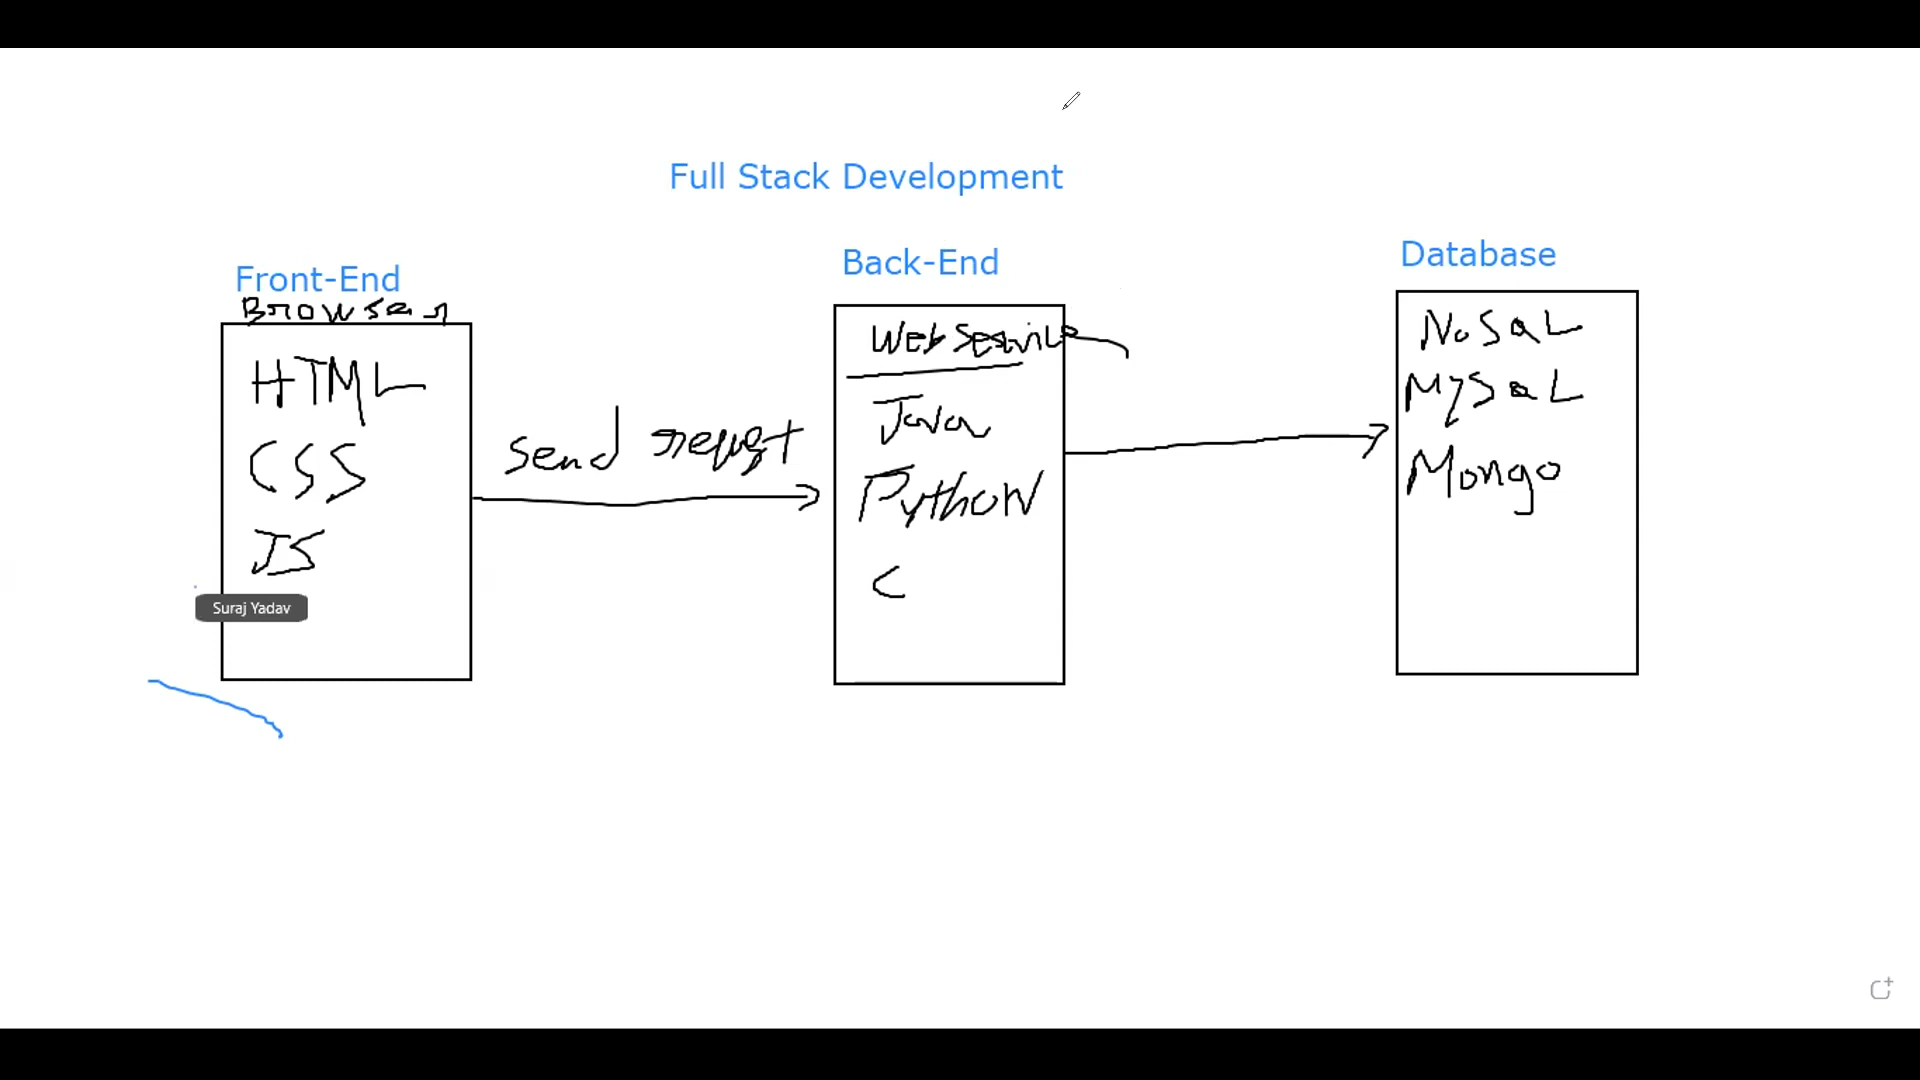 Full Stack Development
Front-End
Browser
HTML
CSS
JS
Suraj Yadav
send
Back-End
Web Service
Java
Python
C
Database
NoSQL
MySQL
Mongo